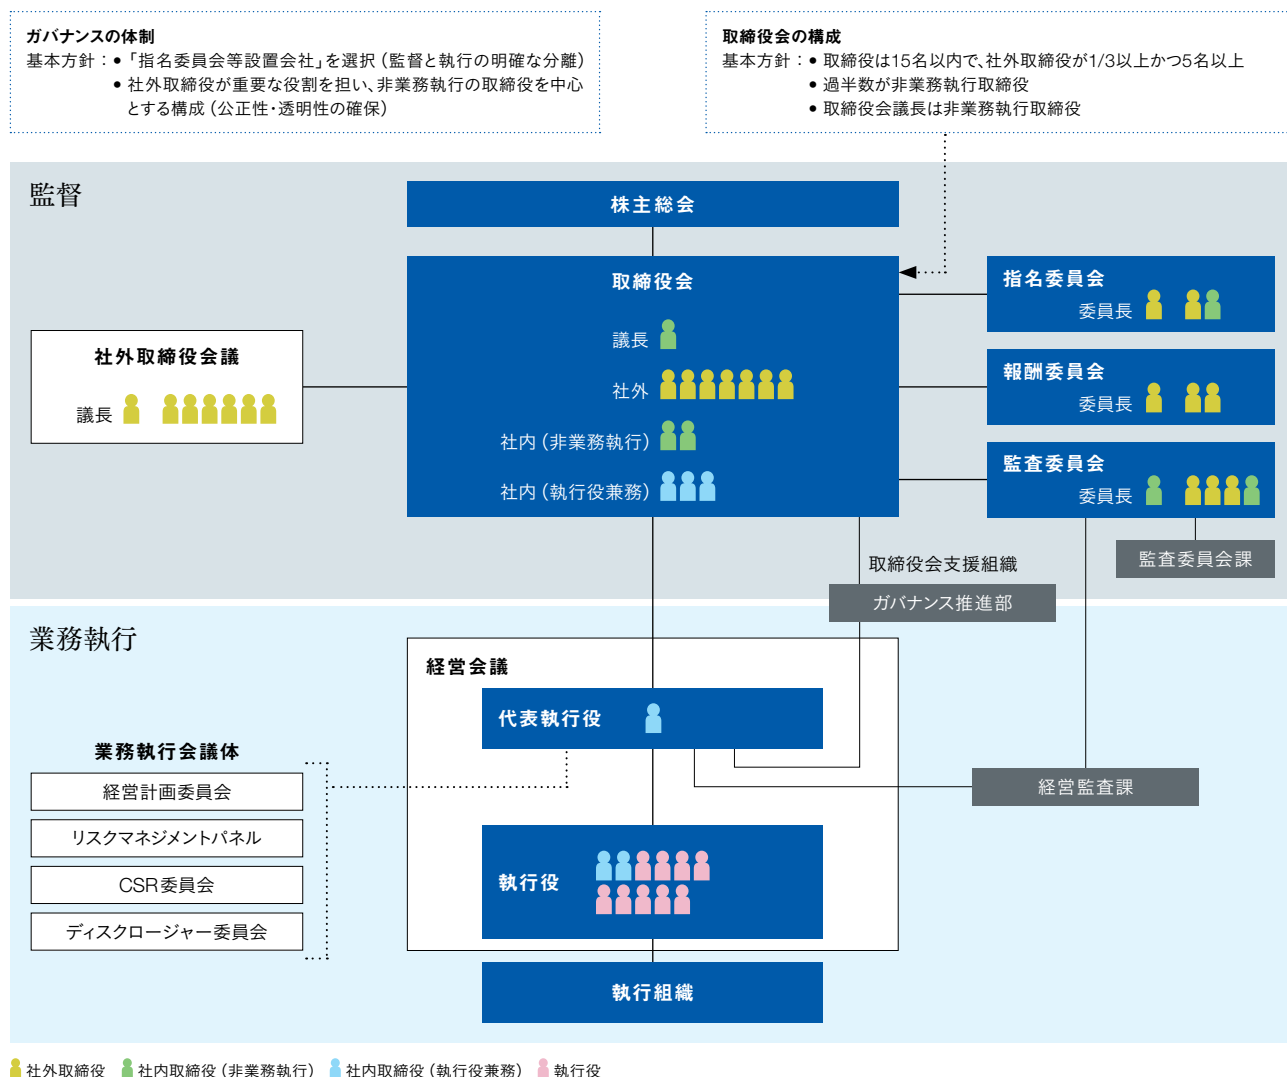 ガバナンスの体制
基本方針：● 「指名委員会等設置会社」を選択（監督と執行の明確な分離）
● 社外取締役が重要な役割を担い、非業務執行の取締役を中心
とする構成（公正性・透明性の確保）
取締役会の構成
基本方針：● 取締役は15名以内で、社外取締役が1/3以上かつ5名以上
● 過半数が非業務執行取締役
● 取締役会議長は非業務執行取締役
監督
株主総会
取締役会
議長
社外
社内（非業務執行）
社内（執行役兼務）
社外取締役会議
議長
指名委員会
委員長
報酬委員会
委員長
監査委員会
委員長
監査委員会課
取締役会支援組織
ガバナンス推進部
業務執行
経営会議
代表執行役
業務執行会議体
経営計画委員会
リスクマネジメントパネル
CSR委員会
ディスクロージャー委員会
経営監査課
執行役
執行組織
社外取締役 社内取締役（非業務執行） 社内取締役（執行役兼務） 執行役